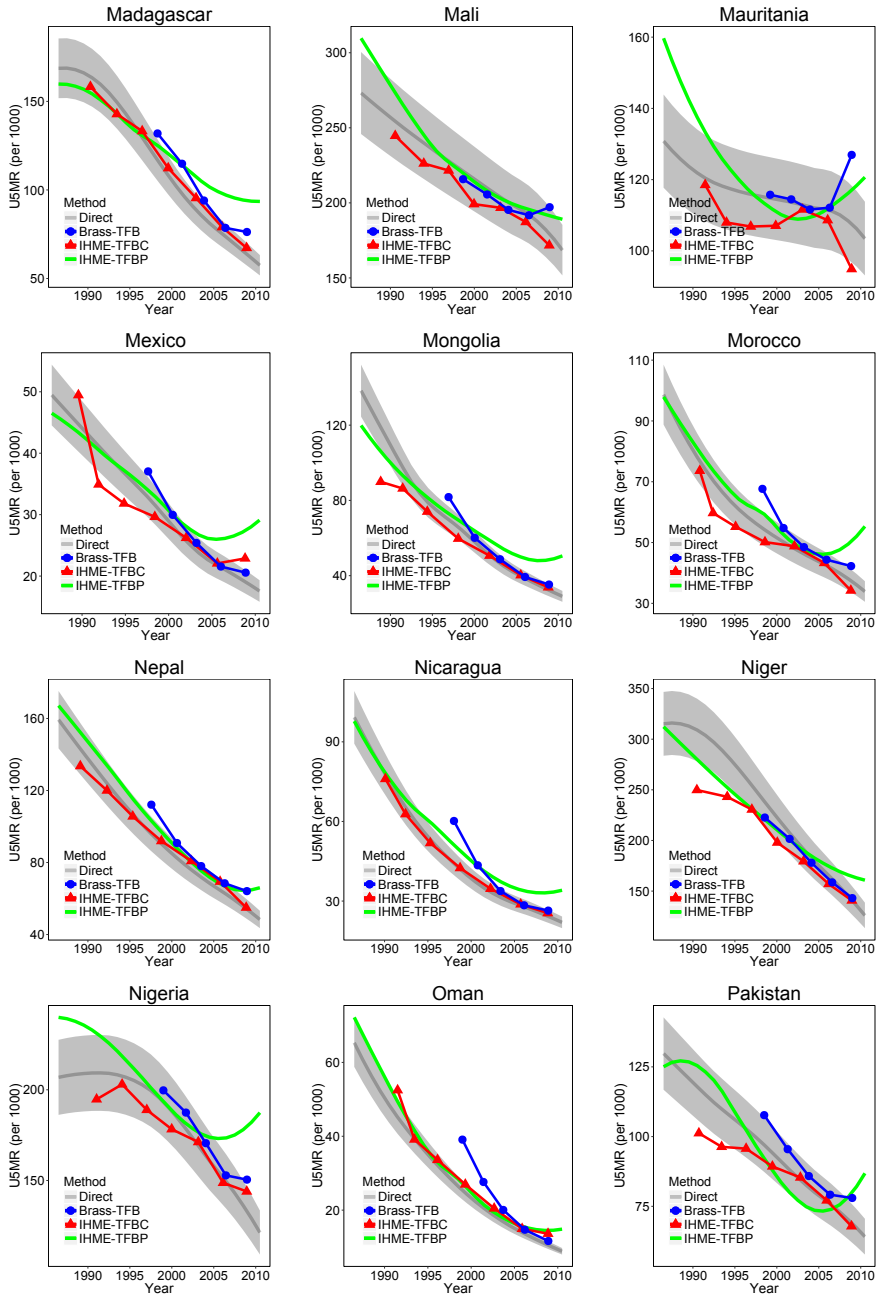 Madagascar
U5MR (per 1000)
150
100
50
Method
Direct
Brass-TFB
IHME-TFBC
IHME-TFBP
1990 1995 2000 2005 2010
Year
Mali
U5MR (per 1000)
300
250
200
150
Method
Direct
Brass-TFB
IHME-TFBC
IHME-TFBP
1990 1995 2000 2005 2010
Year
Mauritania
U5MR (per 1000)
160
140
120
100
Method
Direct
Brass-TFB
IHME-TFBC
IHME-TFBP
1990 1995 2000 2005 2010
Year
Mexico
U5MR (per 1000)
50
40
30
20
Method
Direct
Brass-TFB
IHME-TFBC
IHME-TFBP
1990 1995 2000 2005 2010
Year
Mongolia
U5MR (per 1000)
120
80
40
Method
Direct
Brass-TFB
IHME-TFBC
IHME-TFBP
1990 1995 2000 2005 2010
Year
Morocco
U5MR (per 1000)
110
90
70
50
30
Method
Direct
Brass-TFB
IHME-TFBC
IHME-TFBP
1990 1995 2000 2005 2010
Year
Nepal
U5MR (per 1000)
160
120
80
40
Method
Direct
Brass-TFB
IHME-TFBC
IHME-TFBP
1990 1995 2000 2005 2010
Year
Nicaragua
U5MR (per 1000)
90
60
30
Method
Direct
Brass-TFB
IHME-TFBC
IHME-TFBP
1990 1995 2000 2005 2010
Year
Niger
U5MR (per 1000)
350
300
250
200
150
Method
Direct
Brass-TFB
IHME-TFBC
IHME-TFBP
1990 1995 2000 2005 2010
Year
Nigeria
U5MR (per 1000)
200
150
Method
Direct
Brass-TFB
IHME-TFBC
IHME-TFBP
1990 1995 2000 2005 2010
Year
Oman
U5MR (per 1000)
60
40
20
Method
Direct
Brass-TFB
IHME-TFBC
IHME-TFBP
1990 1995 2000 2005 2010
Year
Pakistan
U5MR (per 1000)
125
100
75
Method
Direct
Brass-TFB
IHME-TFBC
IHME-TFBP
1990 1995 2000 2005 2010
Year